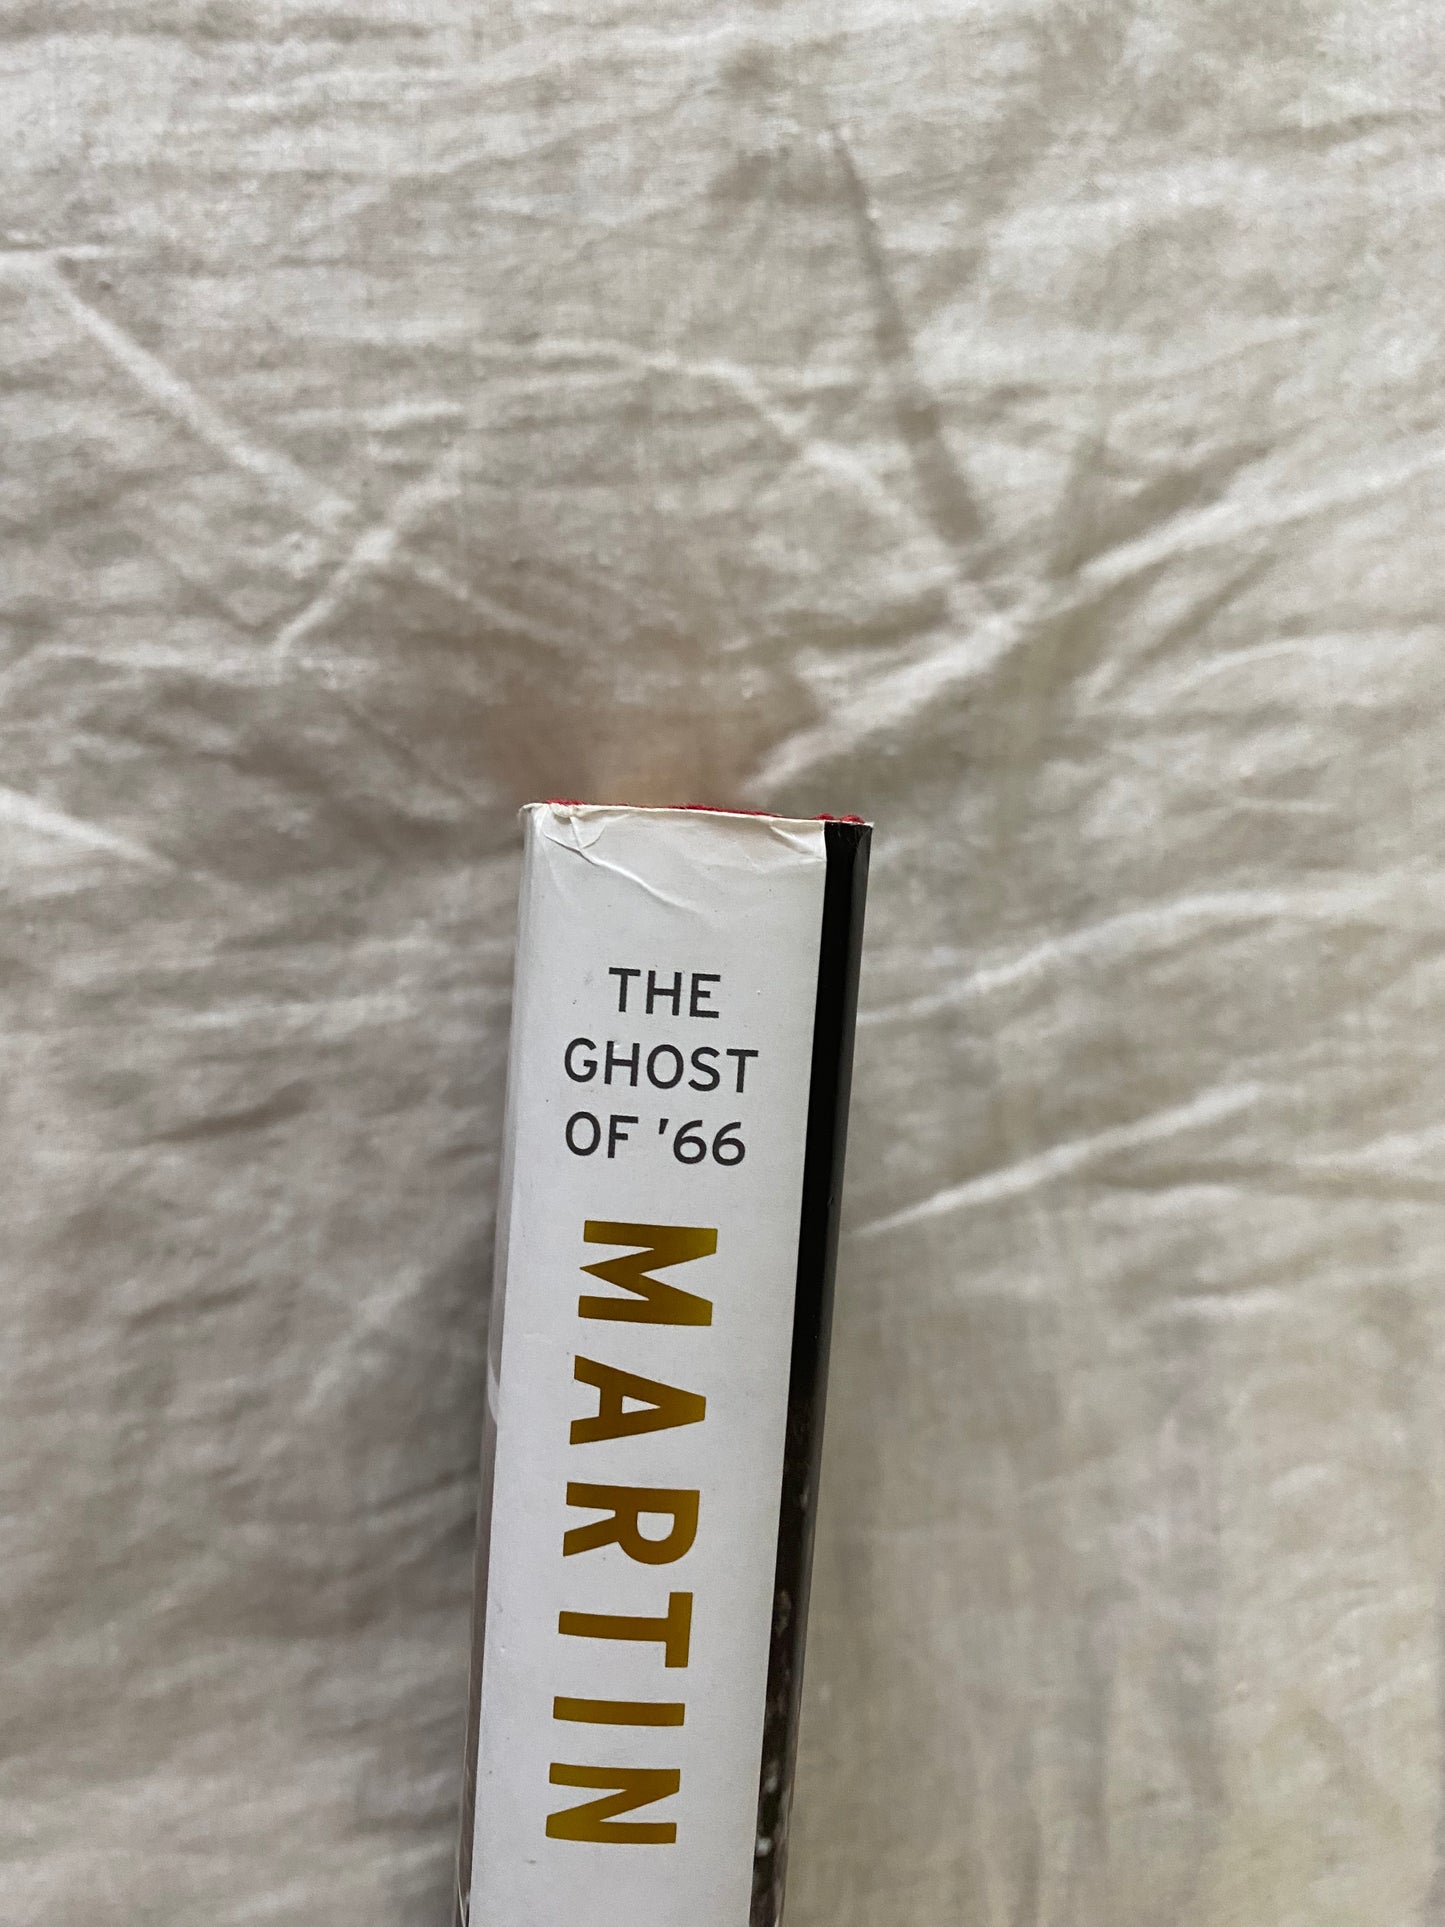 THE
GHOST
OF '66
MARTIN